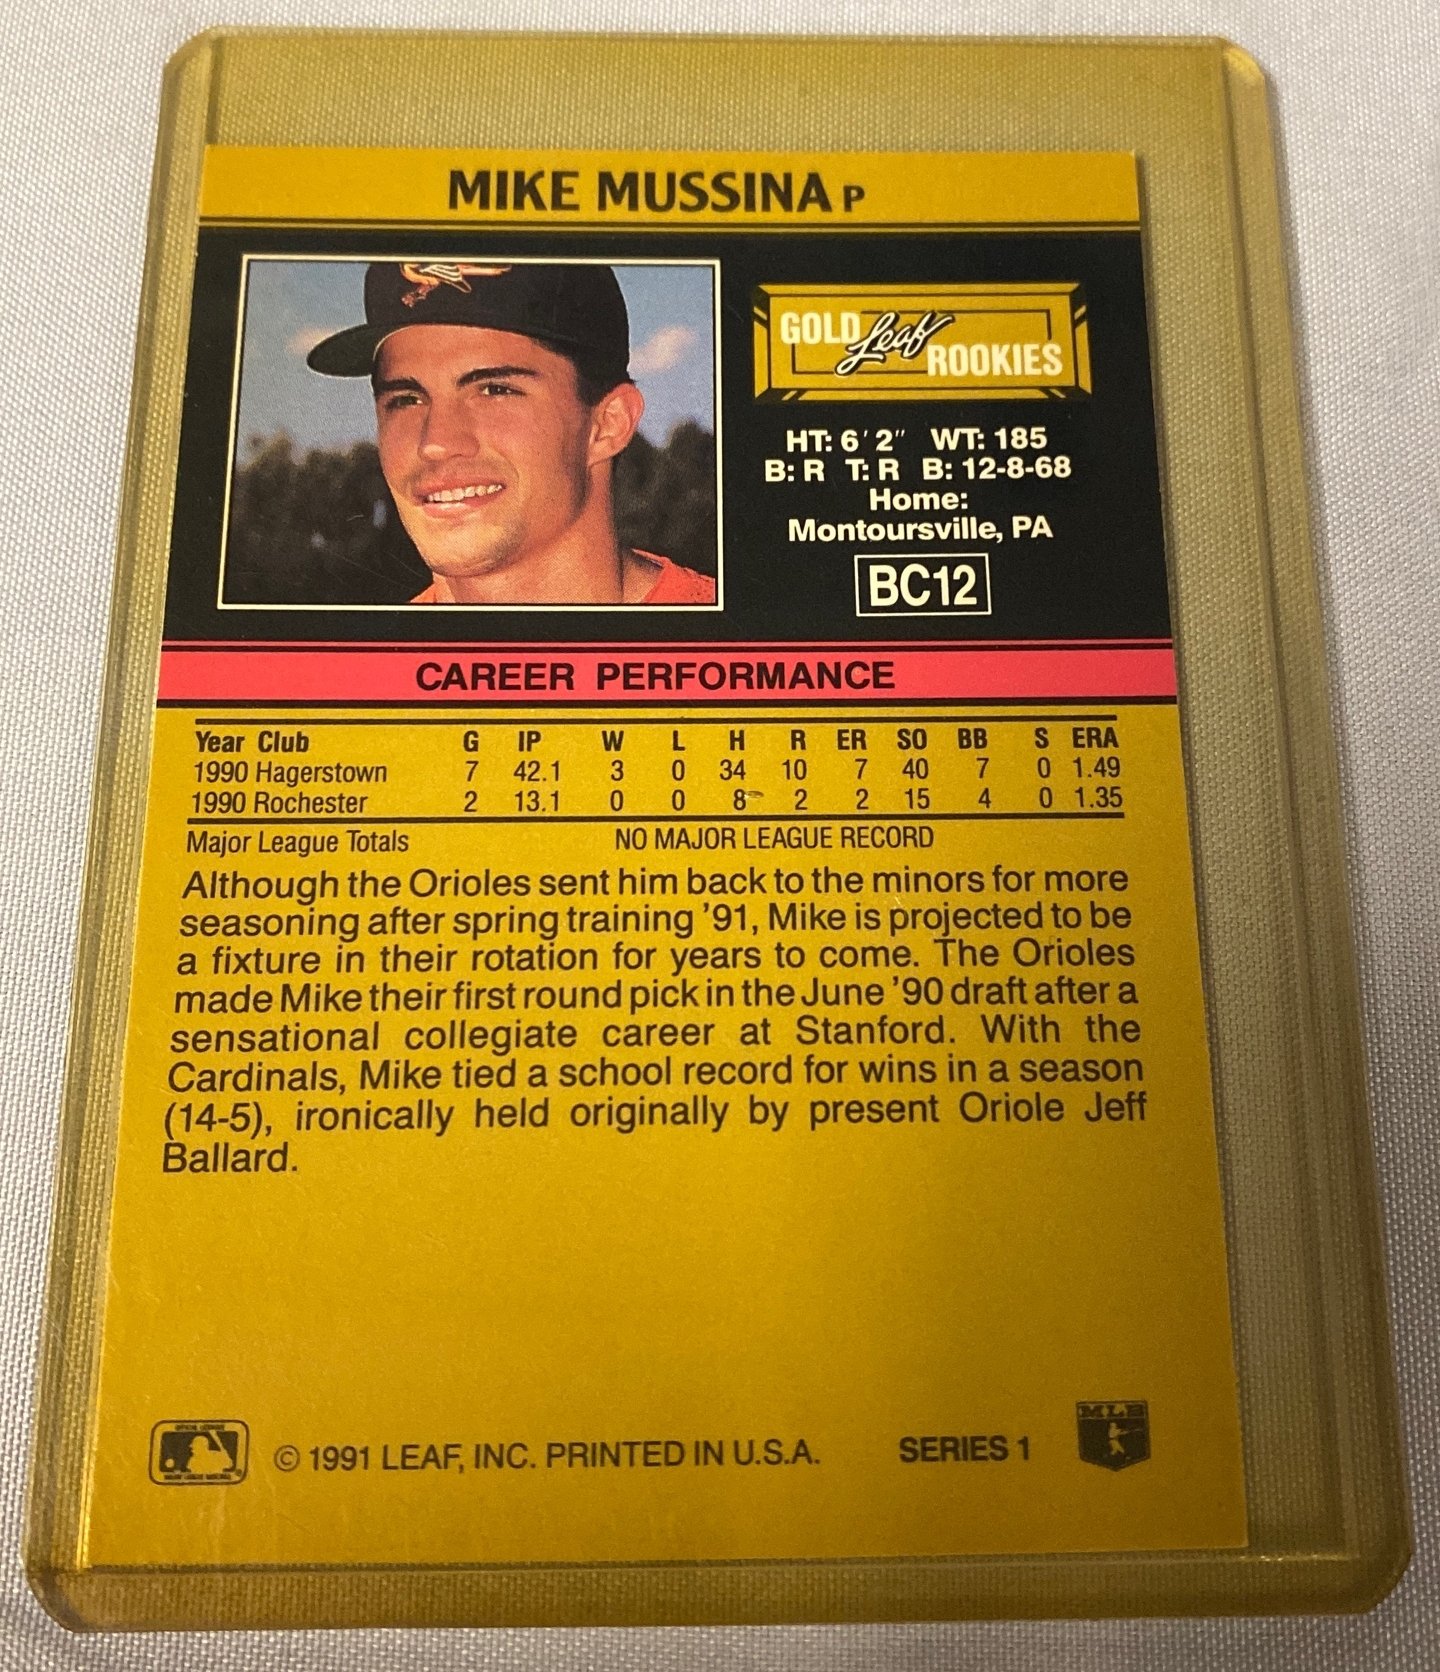 MIKE MUSSINA P
GOLD Leaf ROOKIES
HT: 6' 2" WT: 185
B: R T: R B: 12-8-68
Home:
Montoursville, PA
BC12
CAREER PERFORMANCE
Year Club G IP W L H R ER SO BB S ERA
1990 Hagerstown 7 42.1 3 0 34 10 7 40 7 0 1.49
1990 Rochester 2 13.1 0 0 8 2 2 15 4 0 1.35
Major League Totals NO MAJOR LEAGUE RECORD
Although the Orioles sent him back to the minors for more
seasoning after spring training '91, Mike is projected to be
a fixture in their rotation for years to come. The Orioles
made Mike their first round pick in the June '90 draft after a
sensational collegiate career at Stanford. With the
Cardinals, Mike tied a school record for wins in a season
(14-5), ironically held originally by present Oriole Jeff
Ballard.
© 1991 LEAF, INC. PRINTED IN U.S.A. SERIES 1
MLB